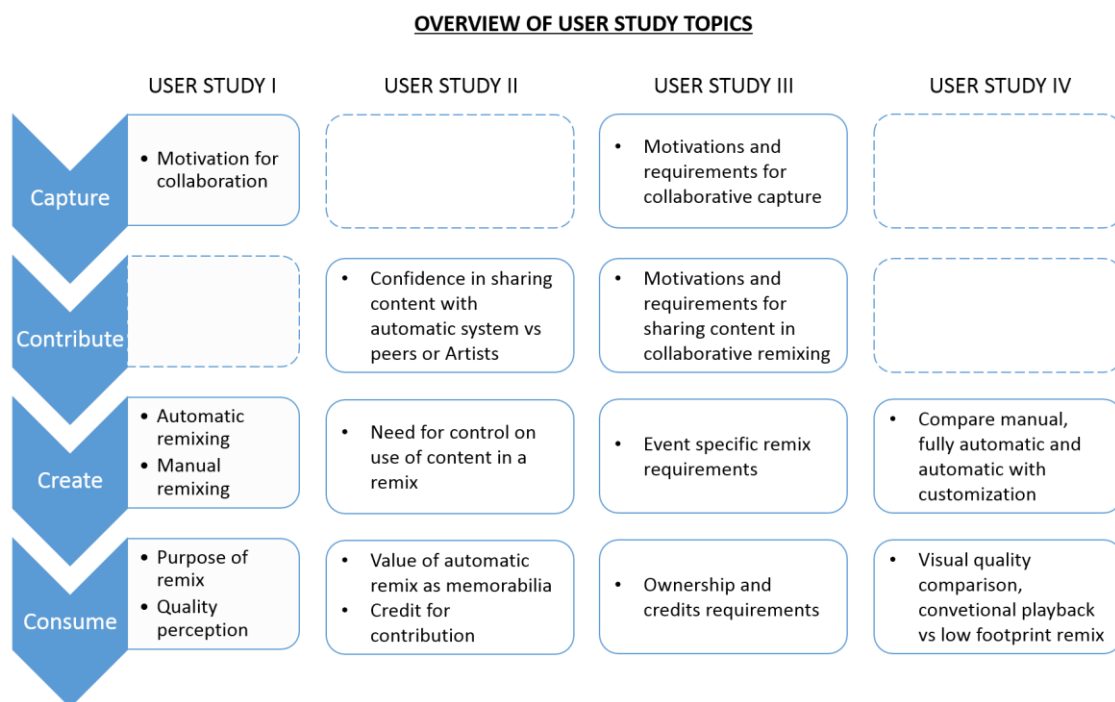 OVERVIEW OF USER STUDY TOPICS
USER STUDY I
USER STUDY II
USER STUDY III
USER STUDY IV
Capture
• Motivation for
collaboration
• Motivations and
requirements for
collaborative capture
Contribute
• Confidence in sharing
content with
automatic system vs
peers or Artists
• Motivations and
requirements for
sharing content in
collaborative remixing
Create
• Automatic
remixing
• Manual
remixing
• Need for control on
use of content in a
remix
• Event specific remix
requirements
• Compare manual,
fully automatic and
automatic with
customization
Consume
• Purpose of
remix
• Quality
perception
• Value of automatic
remix as memorabilia
• Credit for
contribution
• Ownership and
credits requirements
• Visual quality
comparison,
convetional playback
vs low footprint remix